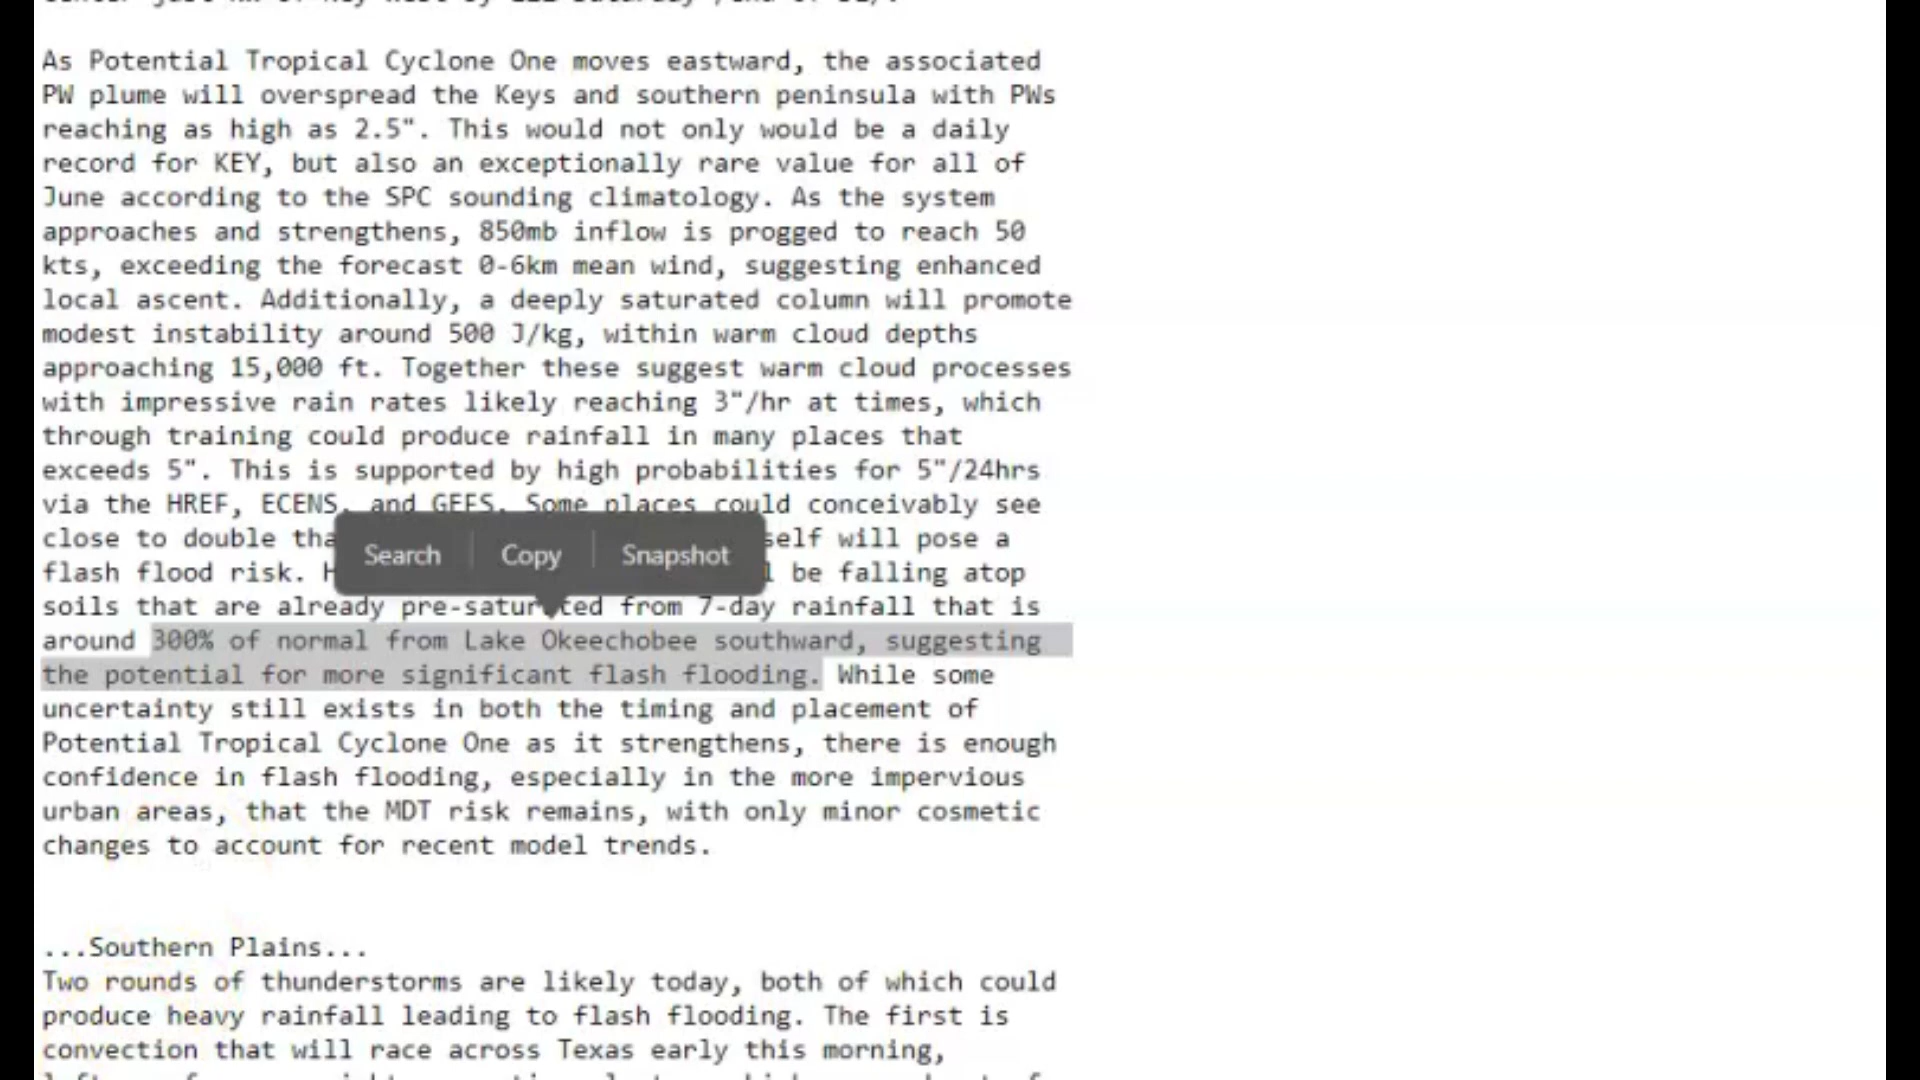 As Potential Tropical Cyclone One moves eastward, the associated
PW plume will overspread the Keys and southern peninsula with PWs
reaching as high as 2.5". This would not only would be a daily
record for KEY, but also an exceptionally rare value for all of
June according to the SPC sounding climatology. As the system
approaches and strengthens, 850mb inflow is progged to reach 50
kts, exceeding the forecast 0-6km mean wind, suggesting enhanced
local ascent. Additionally, a deeply saturated column will promote
modest instability around 500 J/kg, within warm cloud depths
approaching 15,000 ft. Together these suggest warm cloud processes
with impressive rain rates likely reaching 3"/hr at times, which
through training could produce rainfall in many places that
exceeds 5". This is supported by high probabilities for 5"/24hrs
via the HREF, ECENS, and GEFS. Some places could conceivably see
close to double tha self will pose a
Search Copy Snapshot
flash flood risk. H be falling atop
soils that are already pre-saturated from 7-day rainfall that is
around 300% of normal from Lake Okeechobee southward, suggesting
the potential for more significant flash flooding. While some
uncertainty still exists in both the timing and placement of
Potential Tropical Cyclone One as it strengthens, there is enough
confidence in flash flooding, especially in the more impervious
urban areas, that the MDT risk remains, with only minor cosmetic
changes to account for recent model trends.
...Southern Plains...
Two rounds of thunderstorms are likely today, both of which could
produce heavy rainfall leading to flash flooding. The first is
convection that will race across Texas early this morning,